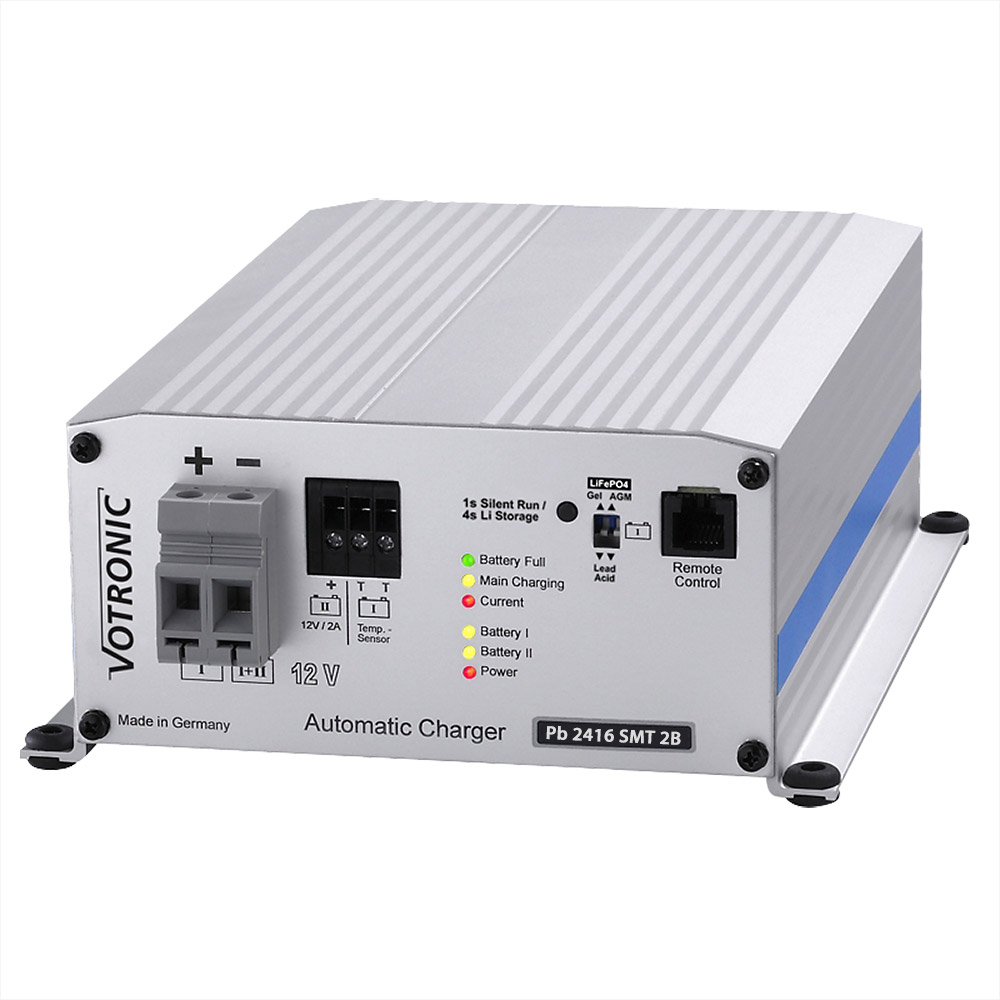 VOTRONIC
+ −
I
I+II
12 V
+
T T
II
I
12V / 2A
Temp. -
Sensor
1s Silent Run /
4s Li Storage
LiFePO4
Gel AGM
I
Lead
Acid
Remote
Control
Battery Full
Main Charging
Current
Battery I
Battery II
Power
Made in Germany
Automatic Charger
Pb 2416 SMT 2B